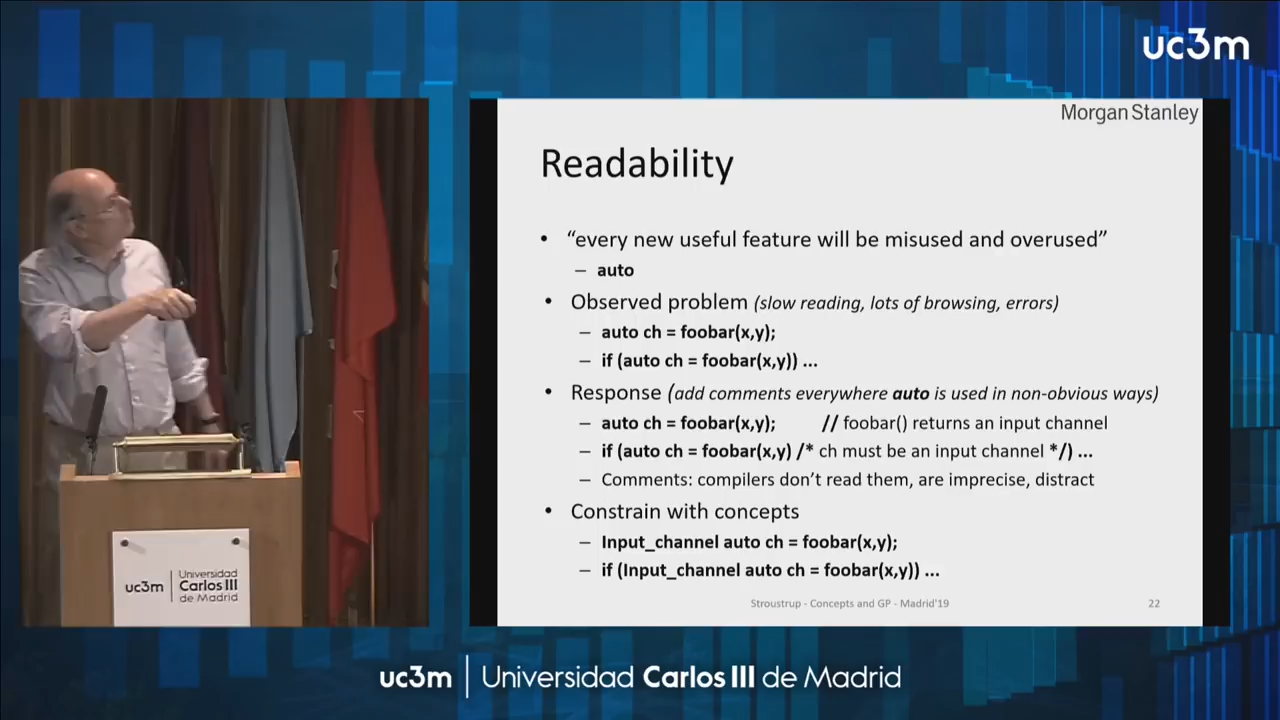 uc3m
Morgan Stanley
Readability
• “every new useful feature will be misused and overused”
– auto
• Observed problem (slow reading, lots of browsing, errors)
– auto ch = foobar(x,y);
– if (auto ch = foobar(x,y)) ...
• Response (add comments everywhere auto is used in non-obvious ways)
– auto ch = foobar(x,y); // foobar() returns an input channel
– if (auto ch = foobar(x,y) /* ch must be an input channel */) ...
– Comments: compilers don’t read them, are imprecise, distract
• Constrain with concepts
– Input_channel auto ch = foobar(x,y);
– if (Input_channel auto ch = foobar(x,y)) ...
Stroustrup - Concepts and GP - Madrid'19 22
uc3m
Universidad
Carlos III
de Madrid
uc3m | Universidad Carlos III de Madrid